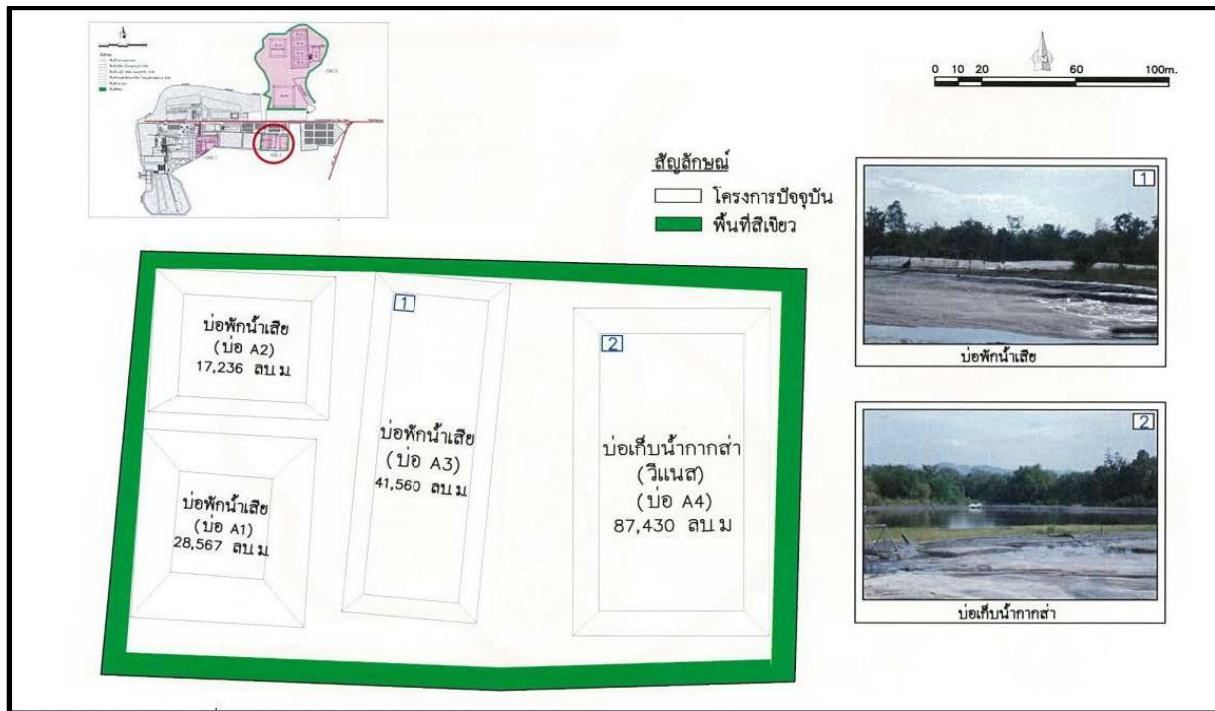 0 10 20 60 100m.
สัญลักษณ์
โครงการปัจจุบัน
พื้นที่สีเขียว
1
บ่อพักน้ำเสีย
2
บ่อเก็บน้ำกากส่า
บ่อพักน้ำเสีย
(บ่อ A2)
17,236 ลบ.ม
1
บ่อพักน้ำเสีย
(บ่อ A3)
41,560 ลบ.ม
2
บ่อเก็บน้ำกากส่า
(วีแนส)
(บ่อ A4)
87,430 ลบ.ม
บ่อพักน้ำเสีย
(บ่อ A1)
28,567 ลบ.ม